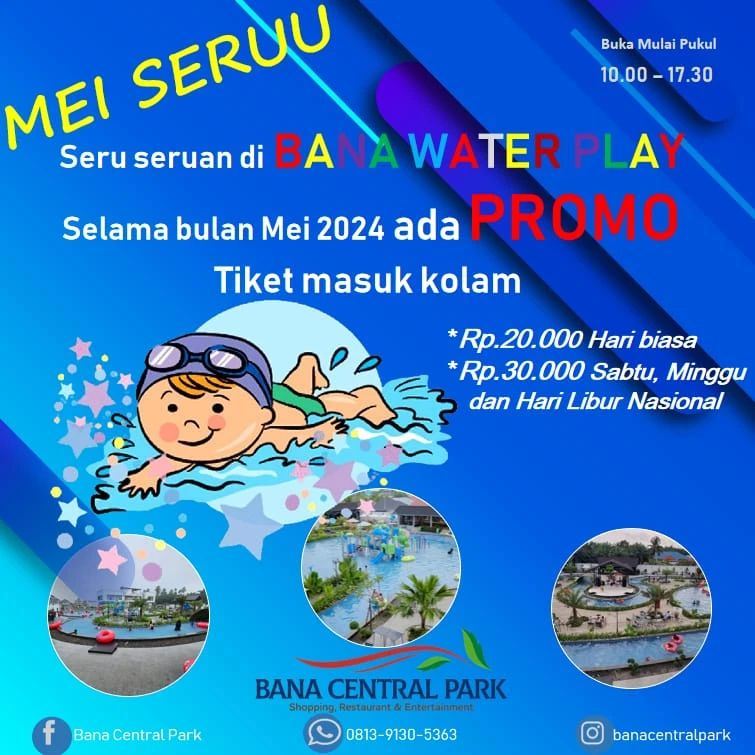 MEI SERUU
Buka Mulai Pukul
10.00 – 17.30
Seru seruan di BANA WATER PLAY
Selama bulan Mei 2024 ada PROMO
Tiket masuk kolam
*Rp.20.000 Hari biasa
*Rp.30.000 Sabtu, Minggu
dan Hari Libur Nasional
BANA CENTRAL PARK
Shopping, Restaurant & Entertainment
Bana Central Park
0813-9130-5363
banacentralpark